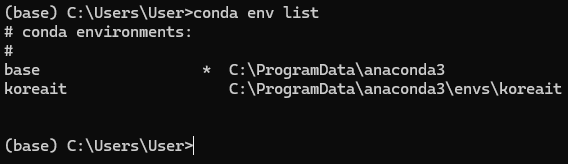 (base) C:\Users\User>conda env list
# conda environments:
#
base                  *  C:\ProgramData\anaconda3
koreait                  C:\ProgramData\anaconda3\envs\koreait
(base) C:\Users\User>